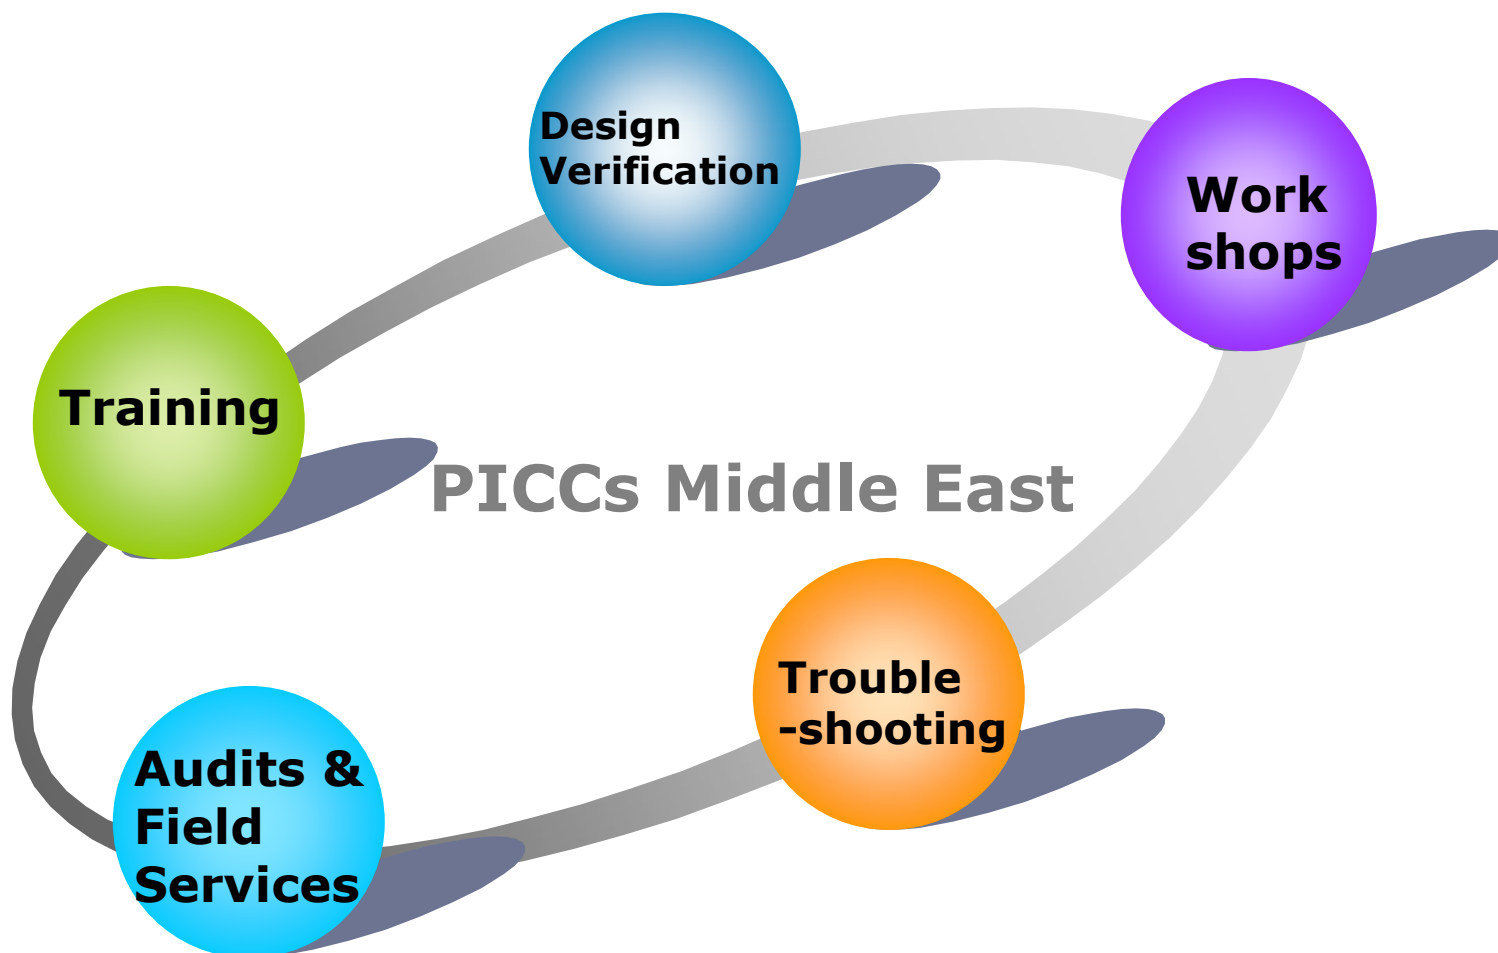 Design
Verification
Work
shops
Training
PICCs Middle East
Trouble
-shooting
Audits &
Field
Services